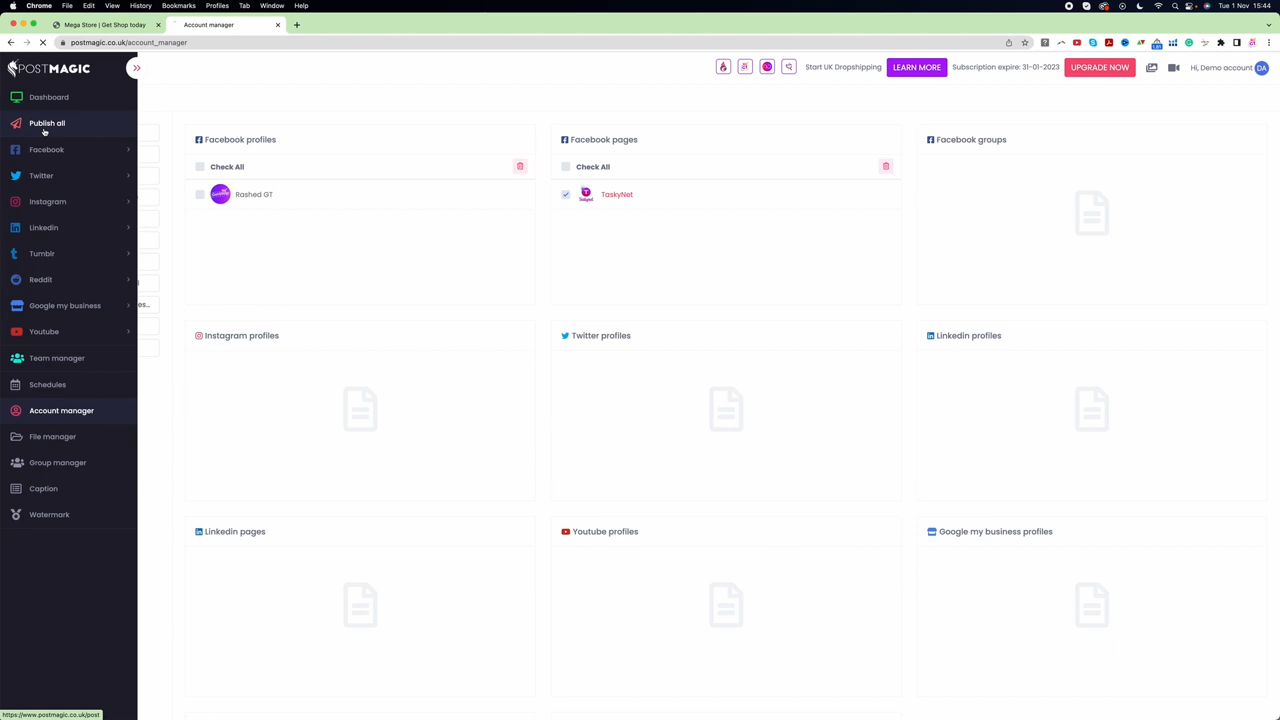 Chrome File Edit View History Bookmarks Profiles Tab Window Help
Tue 1 Nov 15:44
Mega Store | Get Shop today
Account manager
postmagic.co.uk/account_manager
POSTMAGIC
Start UK Dropshipping
LEARN MORE
Subscription expire: 31-01-2023
UPGRADE NOW
Hi, Demo account
DA
Dashboard
Publish all
Facebook
Twitter
Instagram
Linkedin
Tumblr
Reddit
Google my business
Youtube
Team manager
Schedules
Account manager
File manager
Group manager
Caption
Watermark
es...
Facebook profiles
Check All
Rashed GT
Facebook pages
Check All
TaskyNet
Facebook groups
Instagram profiles
Twitter profiles
Linkedin profiles
Linkedin pages
Youtube profiles
Google my business profiles
https://www.postmagic.co.uk/post